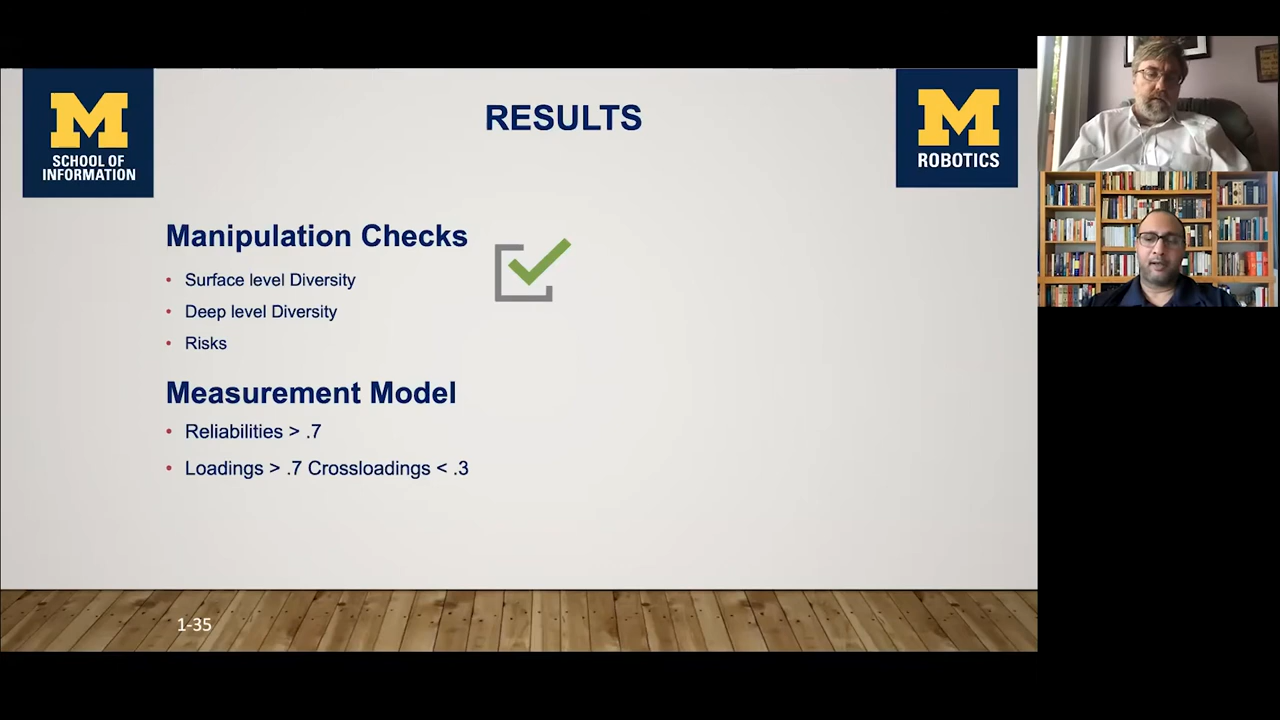 M
SCHOOL OF
INFORMATION
RESULTS
M
ROBOTICS
Manipulation Checks
• Surface level Diversity
• Deep level Diversity
• Risks
Measurement Model
• Reliabilities > .7
• Loadings > .7 Crossloadings < .3
1-35